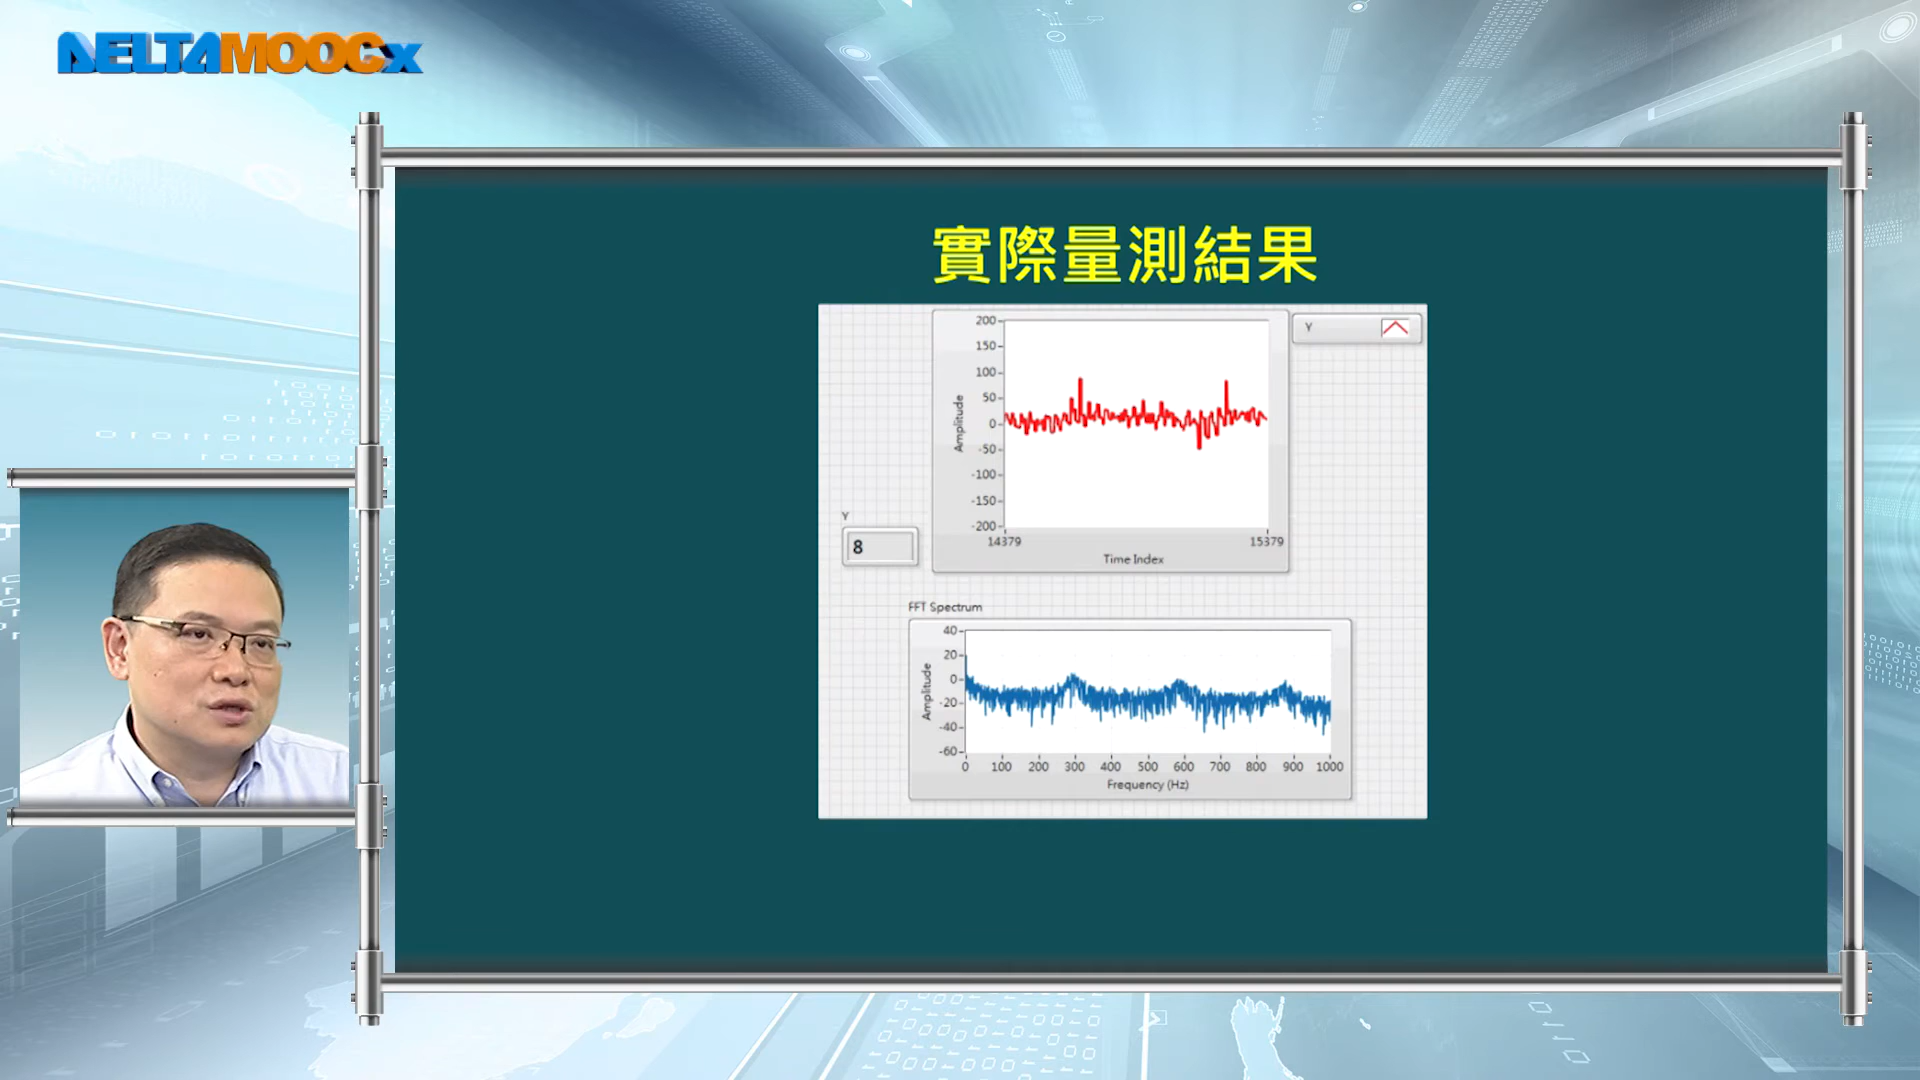 DELTAMOOCx
實際量測結果
200
150
100
50
0
-50
-100
-150
-200
Amplitude
14379
15379
Time Index
Y
Y
8
FFT Spectrum
40
20
0
-20
-40
-60
Amplitude
0 100 200 300 400 500 600 700 800 900 1000
Frequency (Hz)